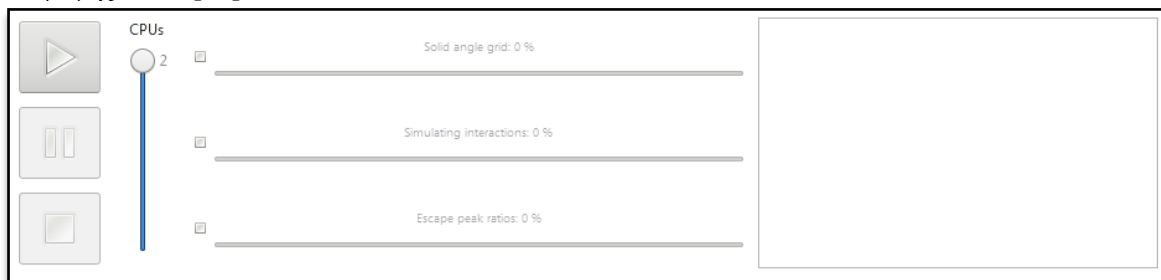 CPUs
2
Solid angle grid: 0 %
Simulating interactions: 0 %
Escape peak ratios: 0 %